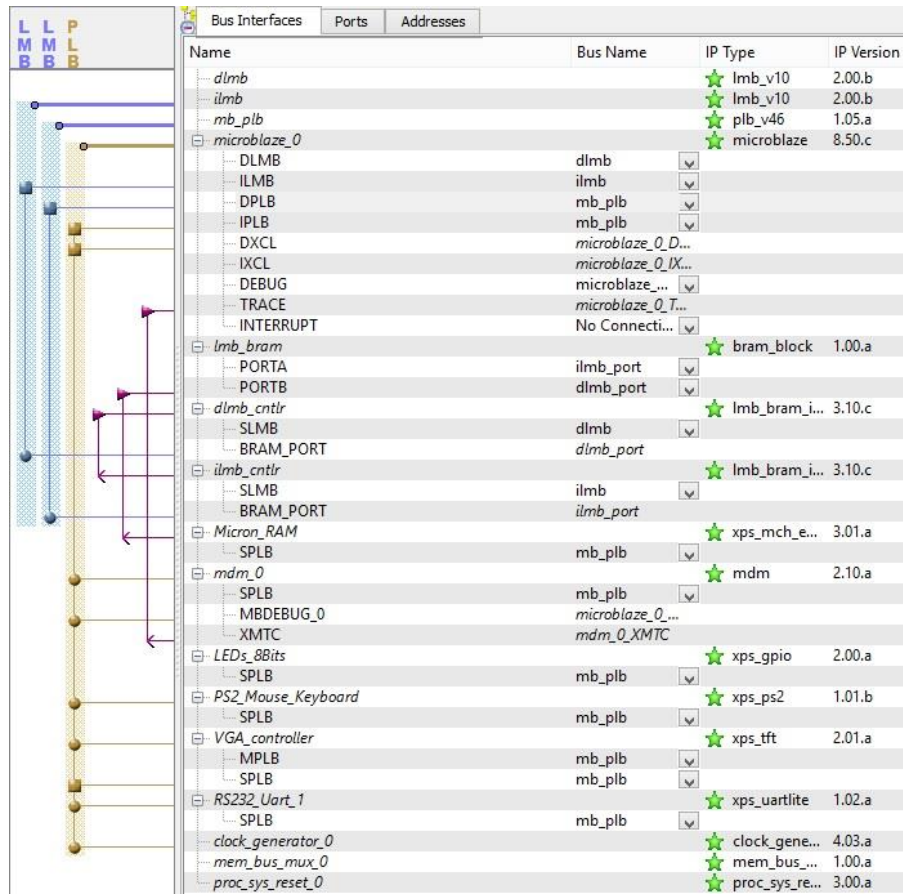 L L P
M M L
B B B
Bus Interfaces Ports Addresses
Name Bus Name IP Type IP Version
dlmb lmb_v10 2.00.b
ilmb lmb_v10 2.00.b
mb_plb plb_v46 1.05.a
microblaze_0 microblaze 8.50.c
DLMB dlmb
ILMB ilmb
DPLB mb_plb
IPLB mb_plb
DXCL microblaze_0_D...
IXCL microblaze_0_IX...
DEBUG microblaze_...
TRACE microblaze_0_T...
INTERRUPT No Connecti...
lmb_bram bram_block 1.00.a
PORTA ilmb_port
PORTB dlmb_port
dlmb_cntlr lmb_bram_i... 3.10.c
SLMB dlmb
BRAM_PORT dlmb_port
ilmb_cntlr lmb_bram_i... 3.10.c
SLMB ilmb
BRAM_PORT ilmb_port
Micron_RAM xps_mch_e... 3.01.a
SPLB mb_plb
mdm_0 mdm 2.10.a
SPLB mb_plb
MBDEBUG_0 microblaze_0_...
XMTC mdm_0_XMTC
LEDs_8Bits xps_gpio 2.00.a
SPLB mb_plb
PS2_Mouse_Keyboard xps_ps2 1.01.b
SPLB mb_plb
VGA_controller xps_tft 2.01.a
MPLB mb_plb
SPLB mb_plb
RS232_Uart_1 xps_uartlite 1.02.a
SPLB mb_plb
clock_generator_0 clock_gene... 4.03.a
mem_bus_mux_0 mem_bus_... 1.00.a
proc_sys_reset_0 proc_sys_re... 3.00.a